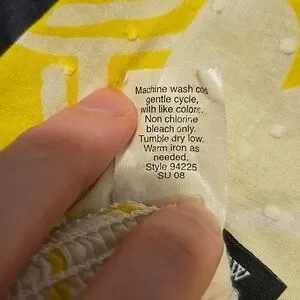 Machine wash cold
gentle cycle,
with like colors.
Non chlorine
bleach only.
Tumble dry low.
Warm iron as
needed.
Style 94225
SU 08